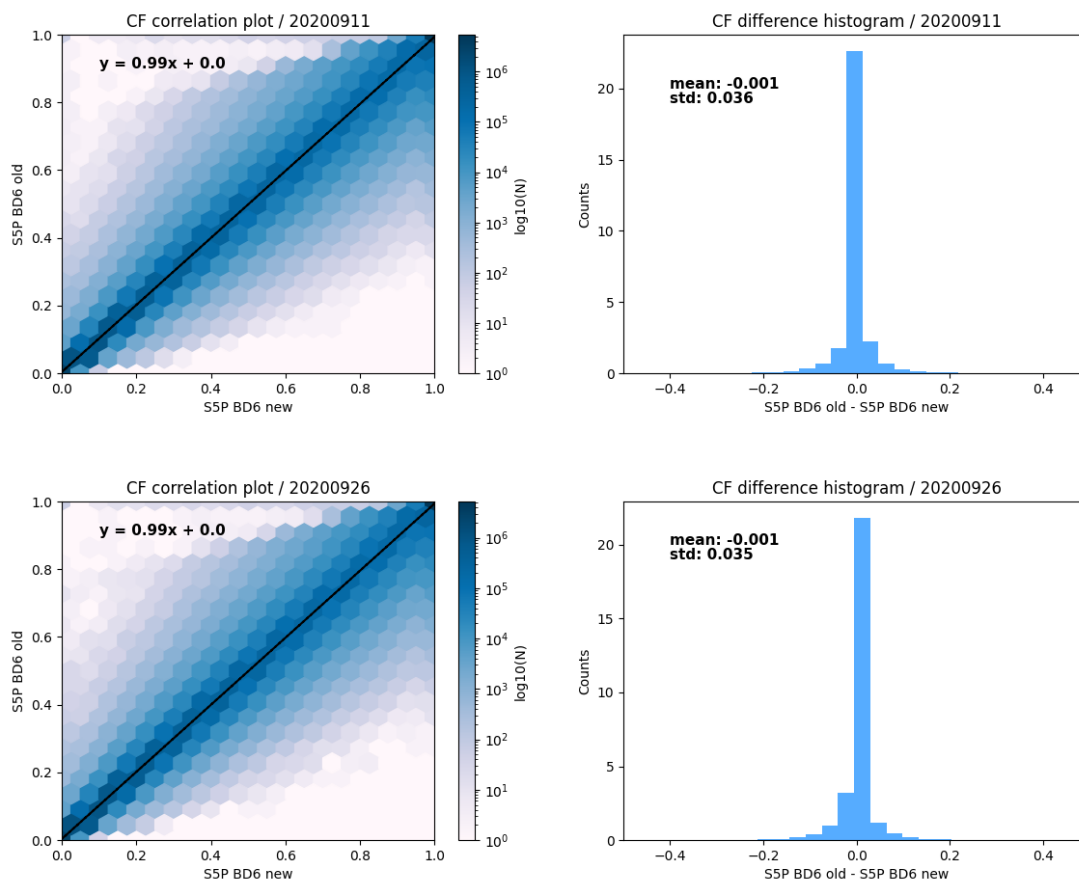 CF correlation plot / 20200911
1.0
0.8
0.6
0.4
0.2
0.0
S5P BD6 old
y = 0.99x + 0.0
0.0 0.2 0.4 0.6 0.8 1.0
S5P BD6 new
10^6
10^5
10^4
10^3
10^2
10^1
10^0
log10(N)
CF difference histogram / 20200911
20
15
10
5
0
Counts
mean: -0.001
std: 0.036
−0.4 −0.2 0.0 0.2 0.4
S5P BD6 old - S5P BD6 new
CF correlation plot / 20200926
1.0
0.8
0.6
0.4
0.2
0.0
S5P BD6 old
y = 0.99x + 0.0
0.0 0.2 0.4 0.6 0.8 1.0
S5P BD6 new
10^6
10^5
10^4
10^3
10^2
10^1
10^0
log10(N)
CF difference histogram / 20200926
20
15
10
5
0
Counts
mean: -0.001
std: 0.035
−0.4 −0.2 0.0 0.2 0.4
S5P BD6 old - S5P BD6 new